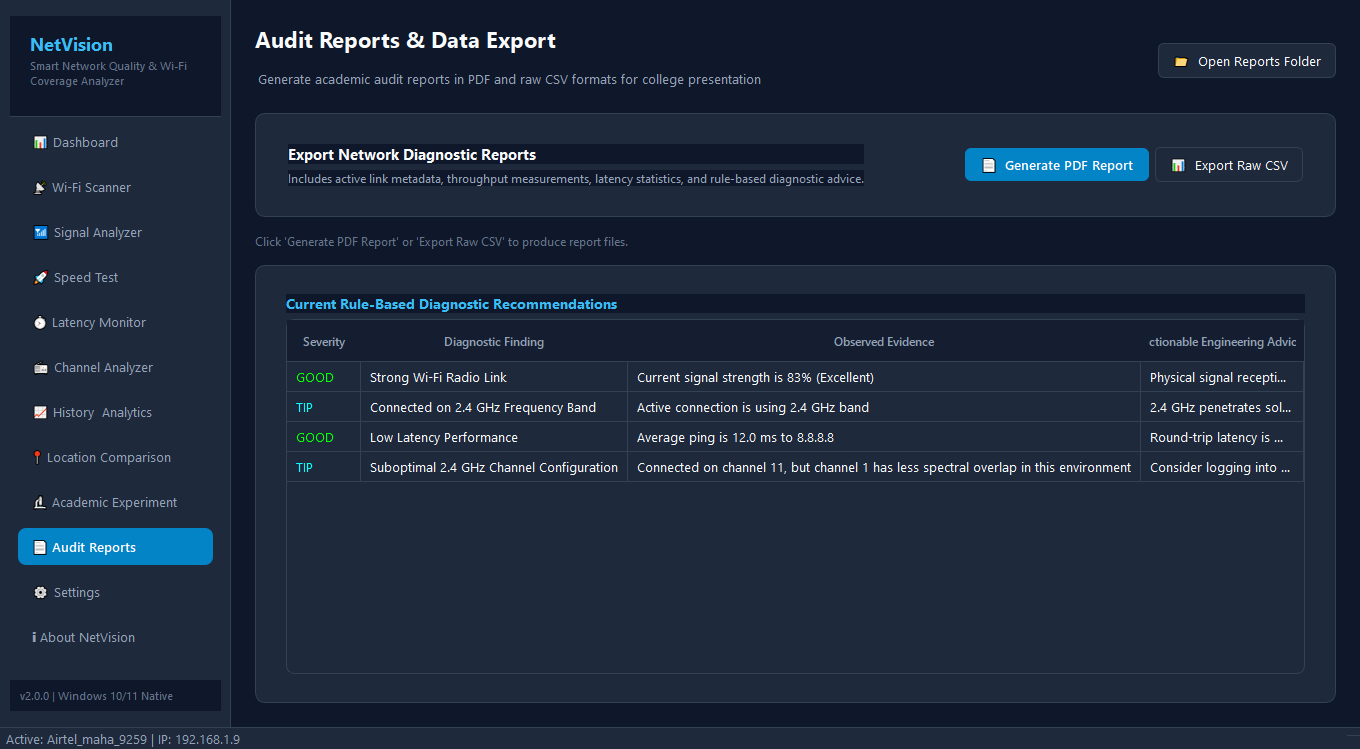 NetVision
Smart Network Quality & Wi-Fi
Coverage Analyzer
Dashboard
Wi-Fi Scanner
Signal Analyzer
Speed Test
Latency Monitor
Channel Analyzer
History  Analytics
Location Comparison
Academic Experiment
Audit Reports
Settings
About NetVision
v2.0.0 | Windows 10/11 Native
Audit Reports & Data Export
Generate academic audit reports in PDF and raw CSV formats for college presentation
Open Reports Folder
Export Network Diagnostic Reports
Includes active link metadata, throughput measurements, latency statistics, and rule-based diagnostic advice.
Generate PDF Report
Export Raw CSV
Click 'Generate PDF Report' or 'Export Raw CSV' to produce report files.
Current Rule-Based Diagnostic Recommendations
Severity Diagnostic Finding Observed Evidence ctionable Engineering Advic
GOOD Strong Wi-Fi Radio Link Current signal strength is 83% (Excellent) Physical signal recepti...
TIP Connected on 2.4 GHz Frequency Band Active connection is using 2.4 GHz band 2.4 GHz penetrates sol...
GOOD Low Latency Performance Average ping is 12.0 ms to 8.8.8.8 Round-trip latency is ...
TIP Suboptimal 2.4 GHz Channel Configuration Connected on channel 11, but channel 1 has less spectral overlap in this environment Consider logging into ...
Active: Airtel_maha_9259 | IP: 192.168.1.9